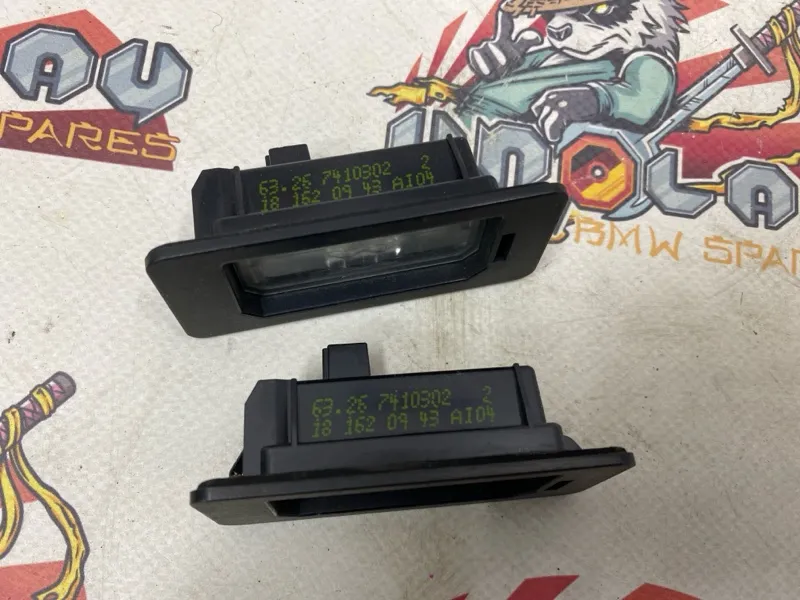 AU
SPARES
INDOLA
BMW SPARES
63.26 7410302 2
18 162 09 43 AI04
63.26 7410302 2
18 162 09 43 AI04